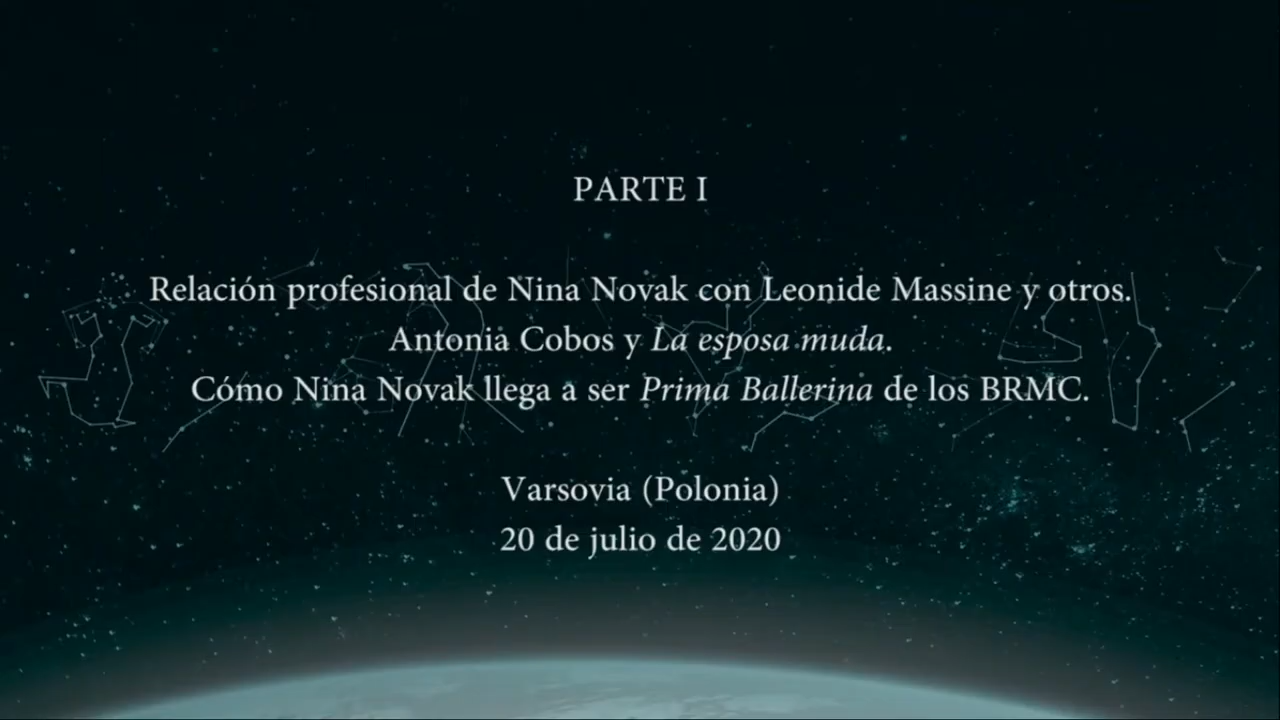 PARTE I
Relación profesional de Nina Novak con Leonide Massine y otros.
Antonia Cobos y La esposa muda.
Cómo Nina Novak llega a ser Prima Ballerina de los BRMC.
Varsovia (Polonia)
20 de julio de 2020